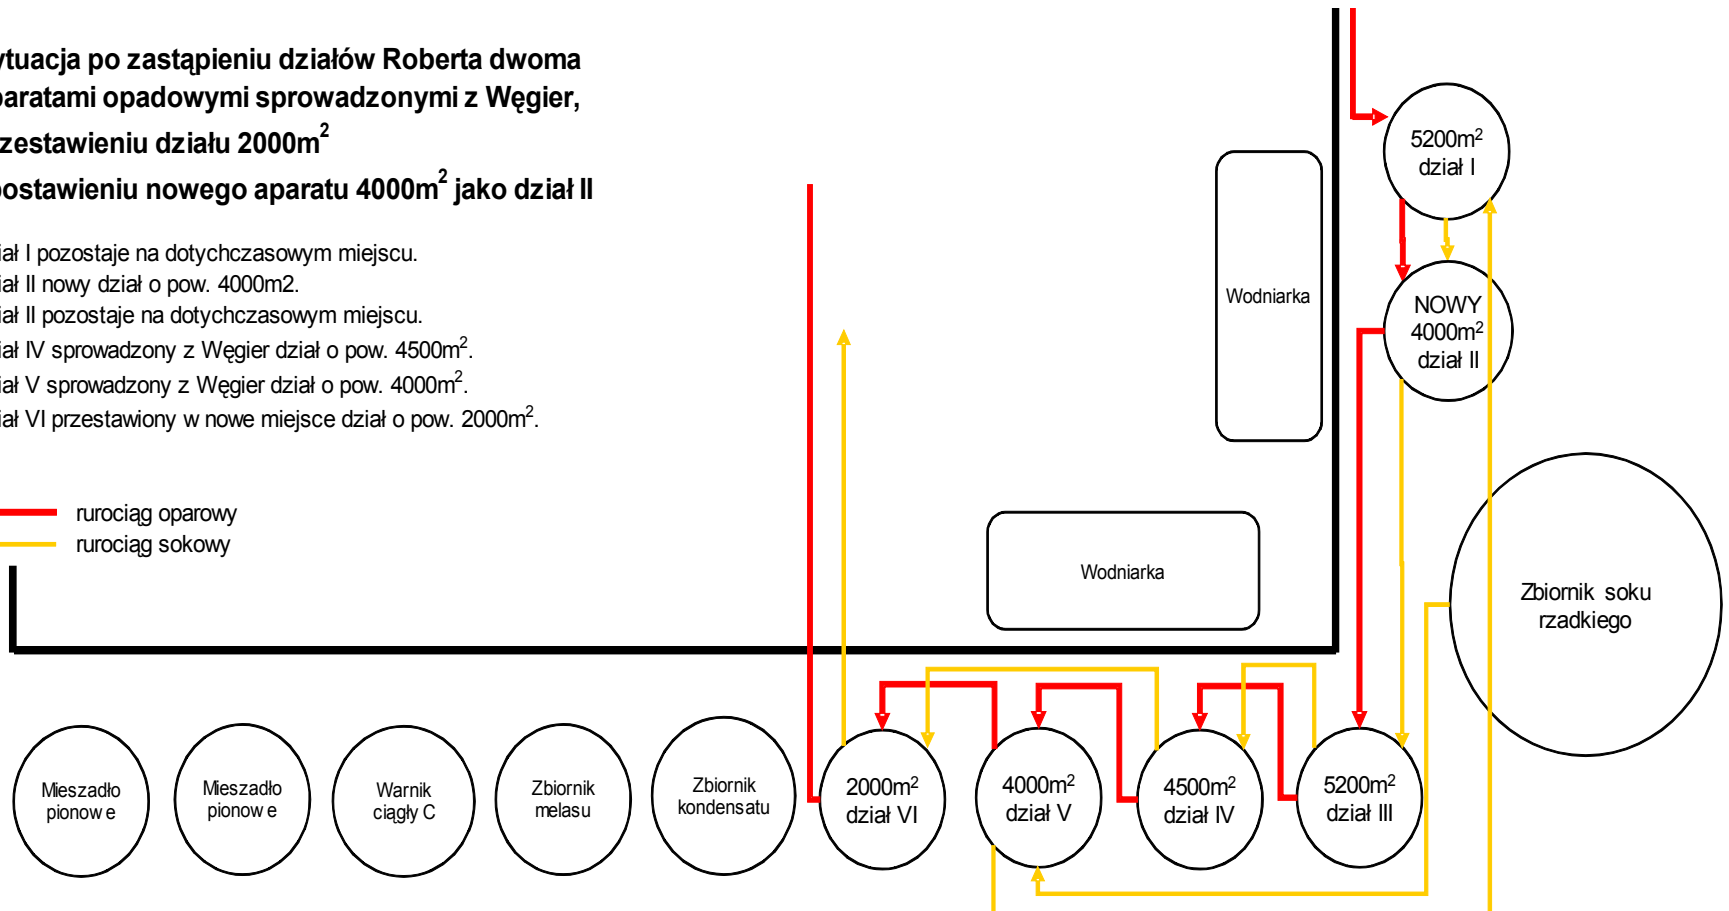 ytuacja po zastąpieniu działów Roberta dwoma
paratami opadowymi sprowadzonymi z Węgier,
zestawieniu działu 2000m²
postawieniu nowego aparatu 4000m² jako dział II
iał I pozostaje na dotychczasowym miejscu.
iał II nowy dział o pow. 4000m2.
iał II pozostaje na dotychczasowym miejscu.
iał IV sprowadzony z Węgier dział o pow. 4500m².
iał V sprowadzony z Węgier dział o pow. 4000m².
iał VI przestawiony w nowe miejsce dział o pow. 2000m².
rurociąg oparowy
rurociąg sokowy
5200m²
dział I
Wodniarka
NOWY
4000m²
dział II
Wodniarka
Zbiornik soku
rzadkiego
Mieszadło
pionowe
Mieszadło
pionowe
Warnik
ciągły C
Zbiornik
melasu
Zbiornik
kondensatu
2000m²
dział VI
4000m²
dział V
4500m²
dział IV
5200m²
dział III